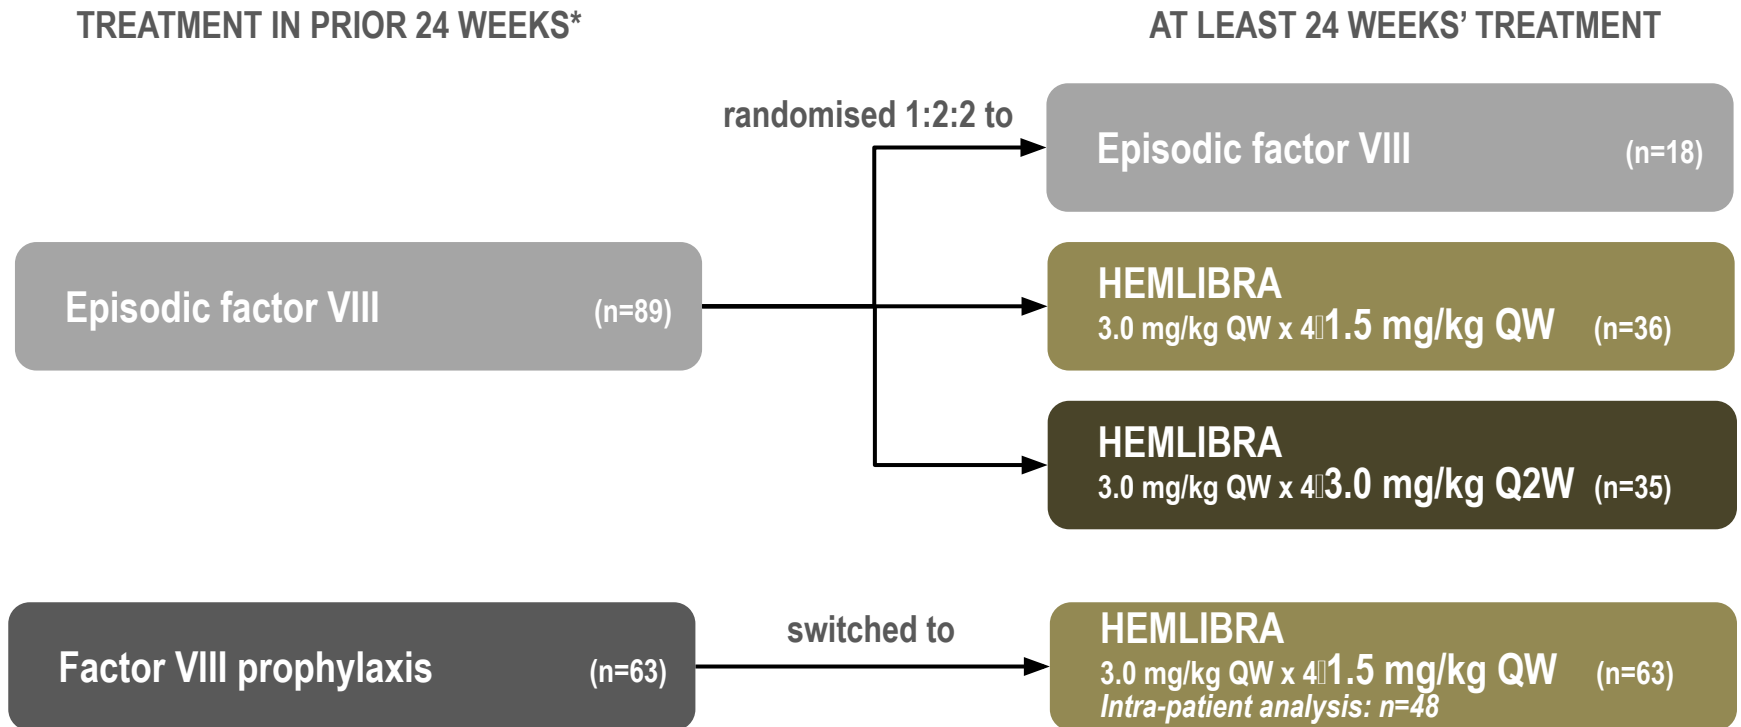 TREATMENT IN PRIOR 24 WEEKS*
AT LEAST 24 WEEKS’ TREATMENT
randomised 1:2:2 to
Episodic factor VIII (n=18)
Episodic factor VIII (n=89)
HEMLIBRA
3.0 mg/kg QW x 4▯1.5 mg/kg QW (n=36)
HEMLIBRA
3.0 mg/kg QW x 4▯3.0 mg/kg Q2W (n=35)
Factor VIII prophylaxis (n=63)
switched to
HEMLIBRA
3.0 mg/kg QW x 4▯1.5 mg/kg QW (n=63)
Intra-patient analysis: n=48